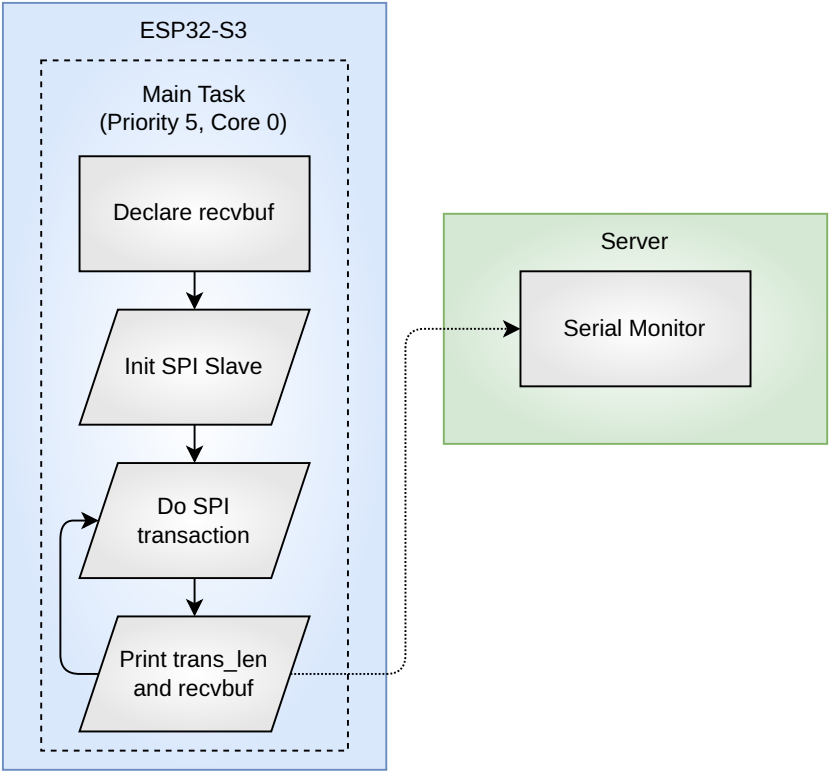 ESP32-S3
Main Task
(Priority 5, Core 0)
Declare recvbuf
Init SPI Slave
Do SPI
transaction
Print trans_len
and recvbuf
Server
Serial Monitor